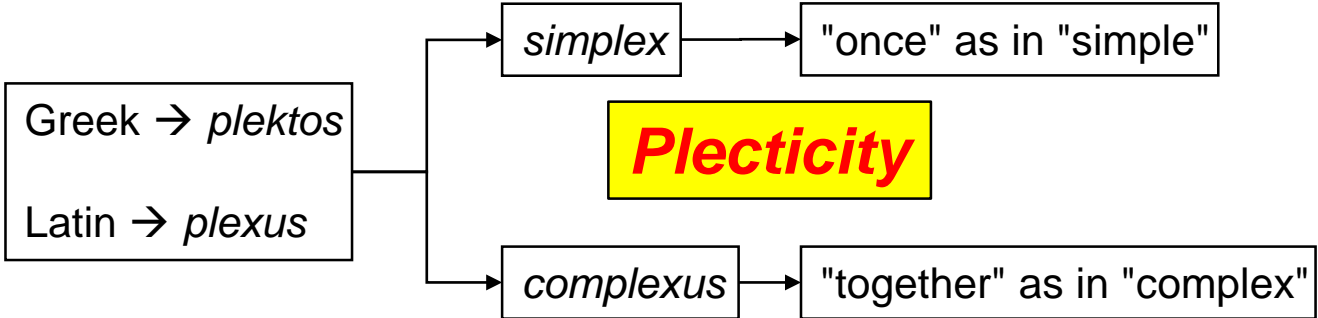 simplex
"once" as in "simple"
Greek → plektos
Plecticity
Latin → plexus
complexus
"together" as in "complex"